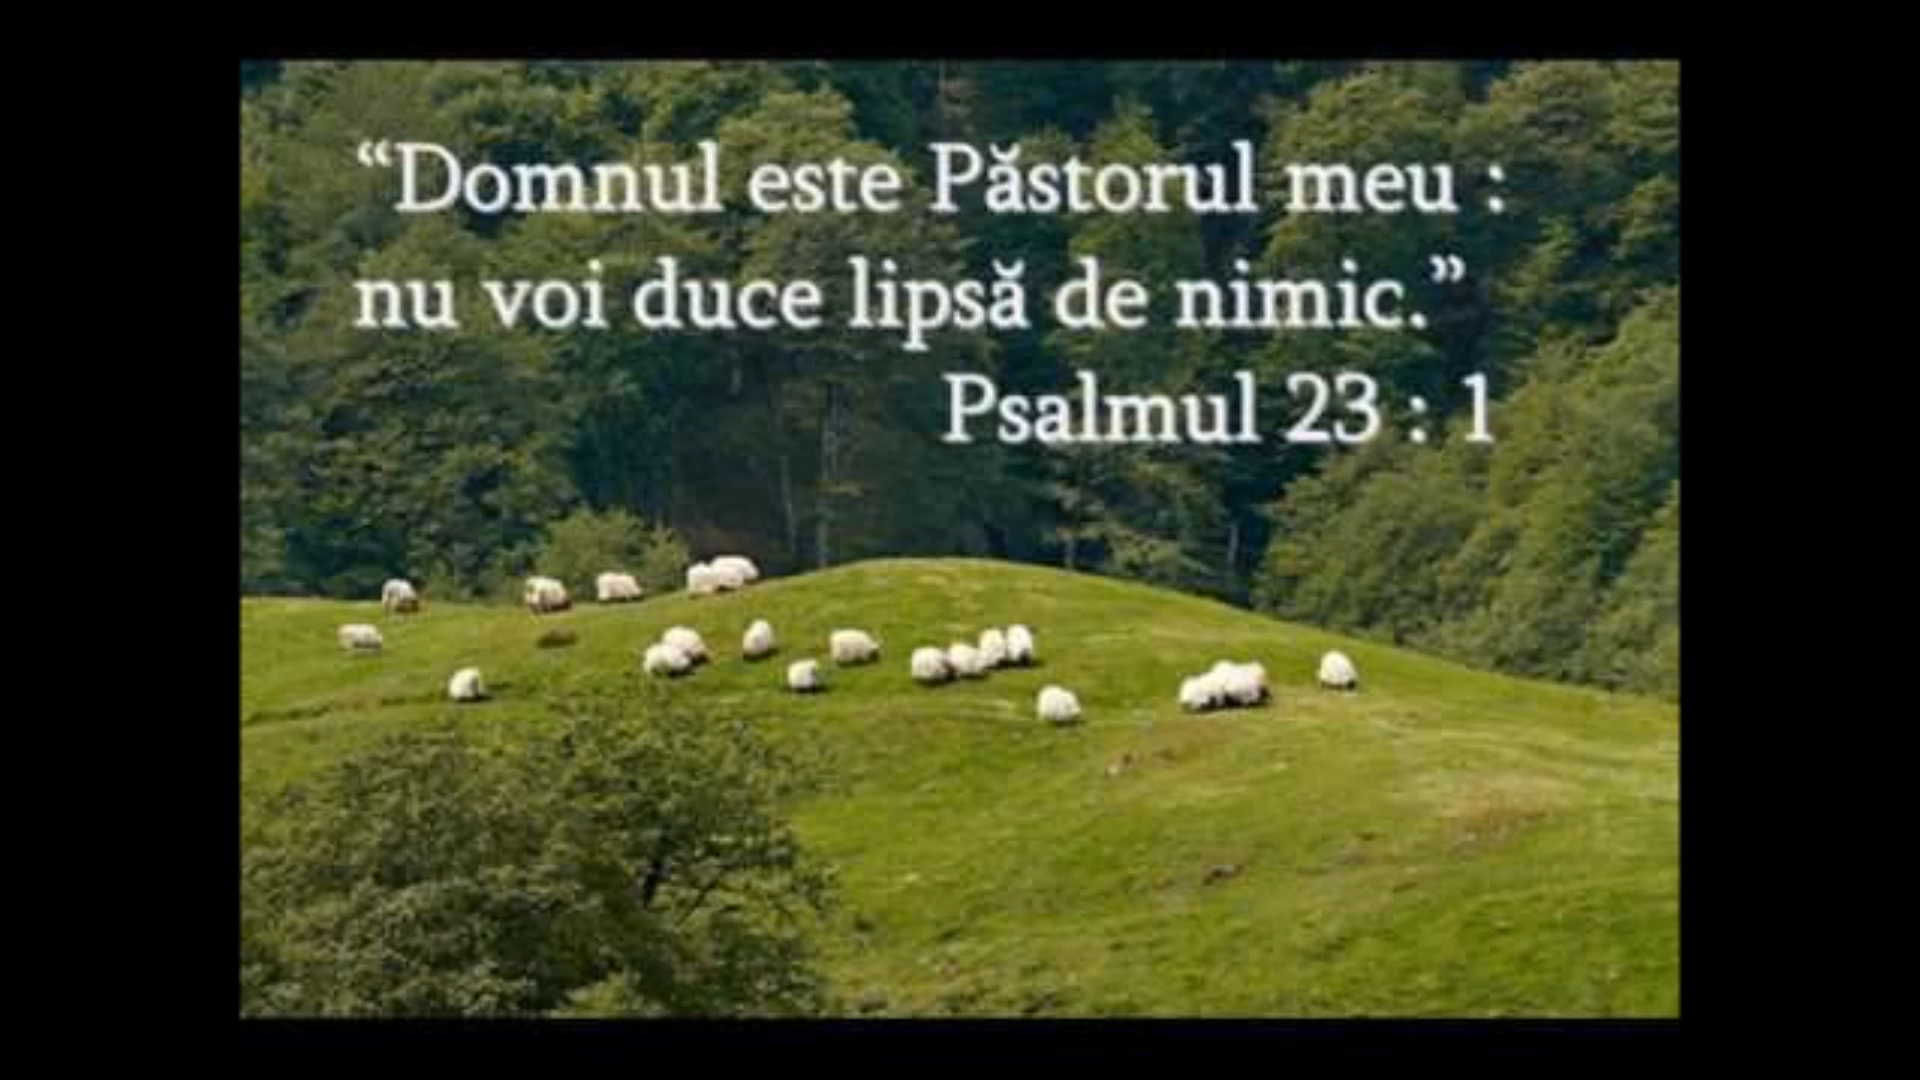 “Domnul este Păstorul meu :
nu voi duce lipsă de nimic.”
Psalmul 23 : 1